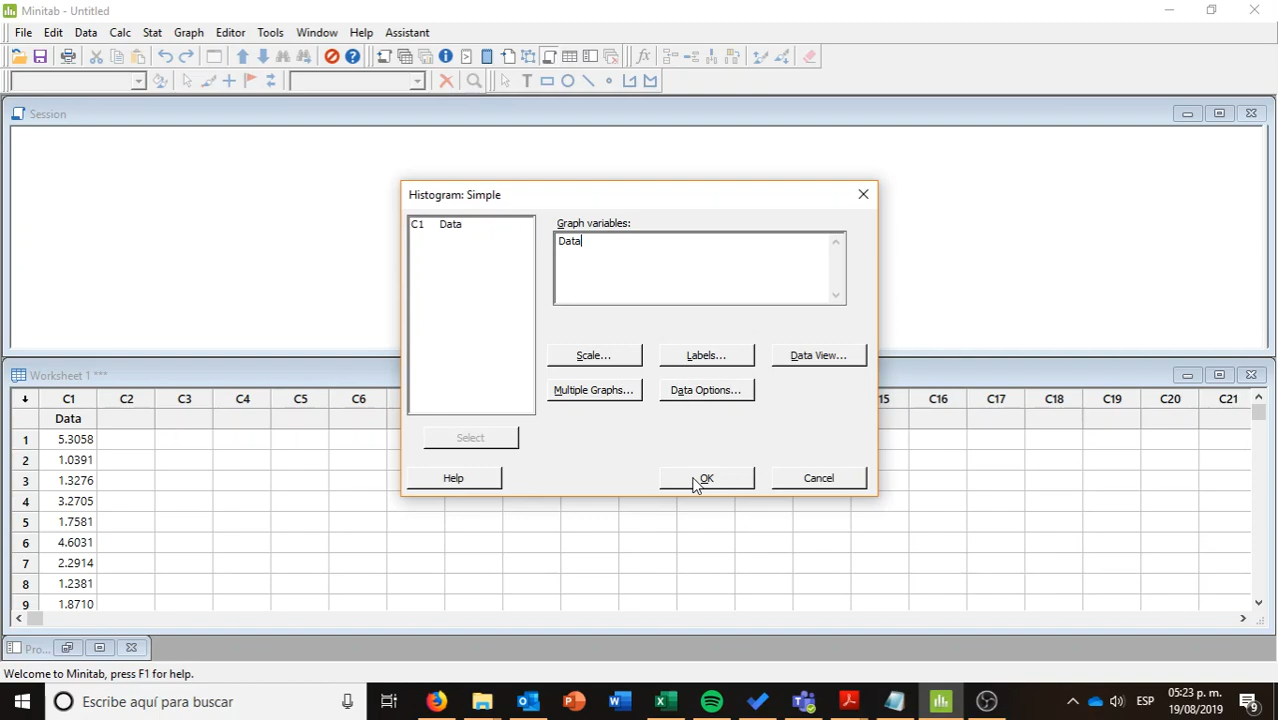 Minitab - Untitled
File Edit Data Calc Stat Graph Editor Tools Window Help Assistant
Session
Histogram: Simple
C1 Data
Graph variables:
Data
Scale... Labels... Data View...
Multiple Graphs... Data Options...
Select
Help OK Cancel
Worksheet 1 ***
C1 C2 C3 C4 C5 C6 15 C16 C17 C18 C19 C20 C21
Data
1 5.3058
2 1.0391
3 1.3276
4 3.2705
5 1.7581
6 4.6031
7 2.2914
8 1.2381
9 1.8710
Pro...
Welcome to Minitab, press F1 for help.
Escribe aquí para buscar
ESP
05:23 p. m.
19/08/2019
9